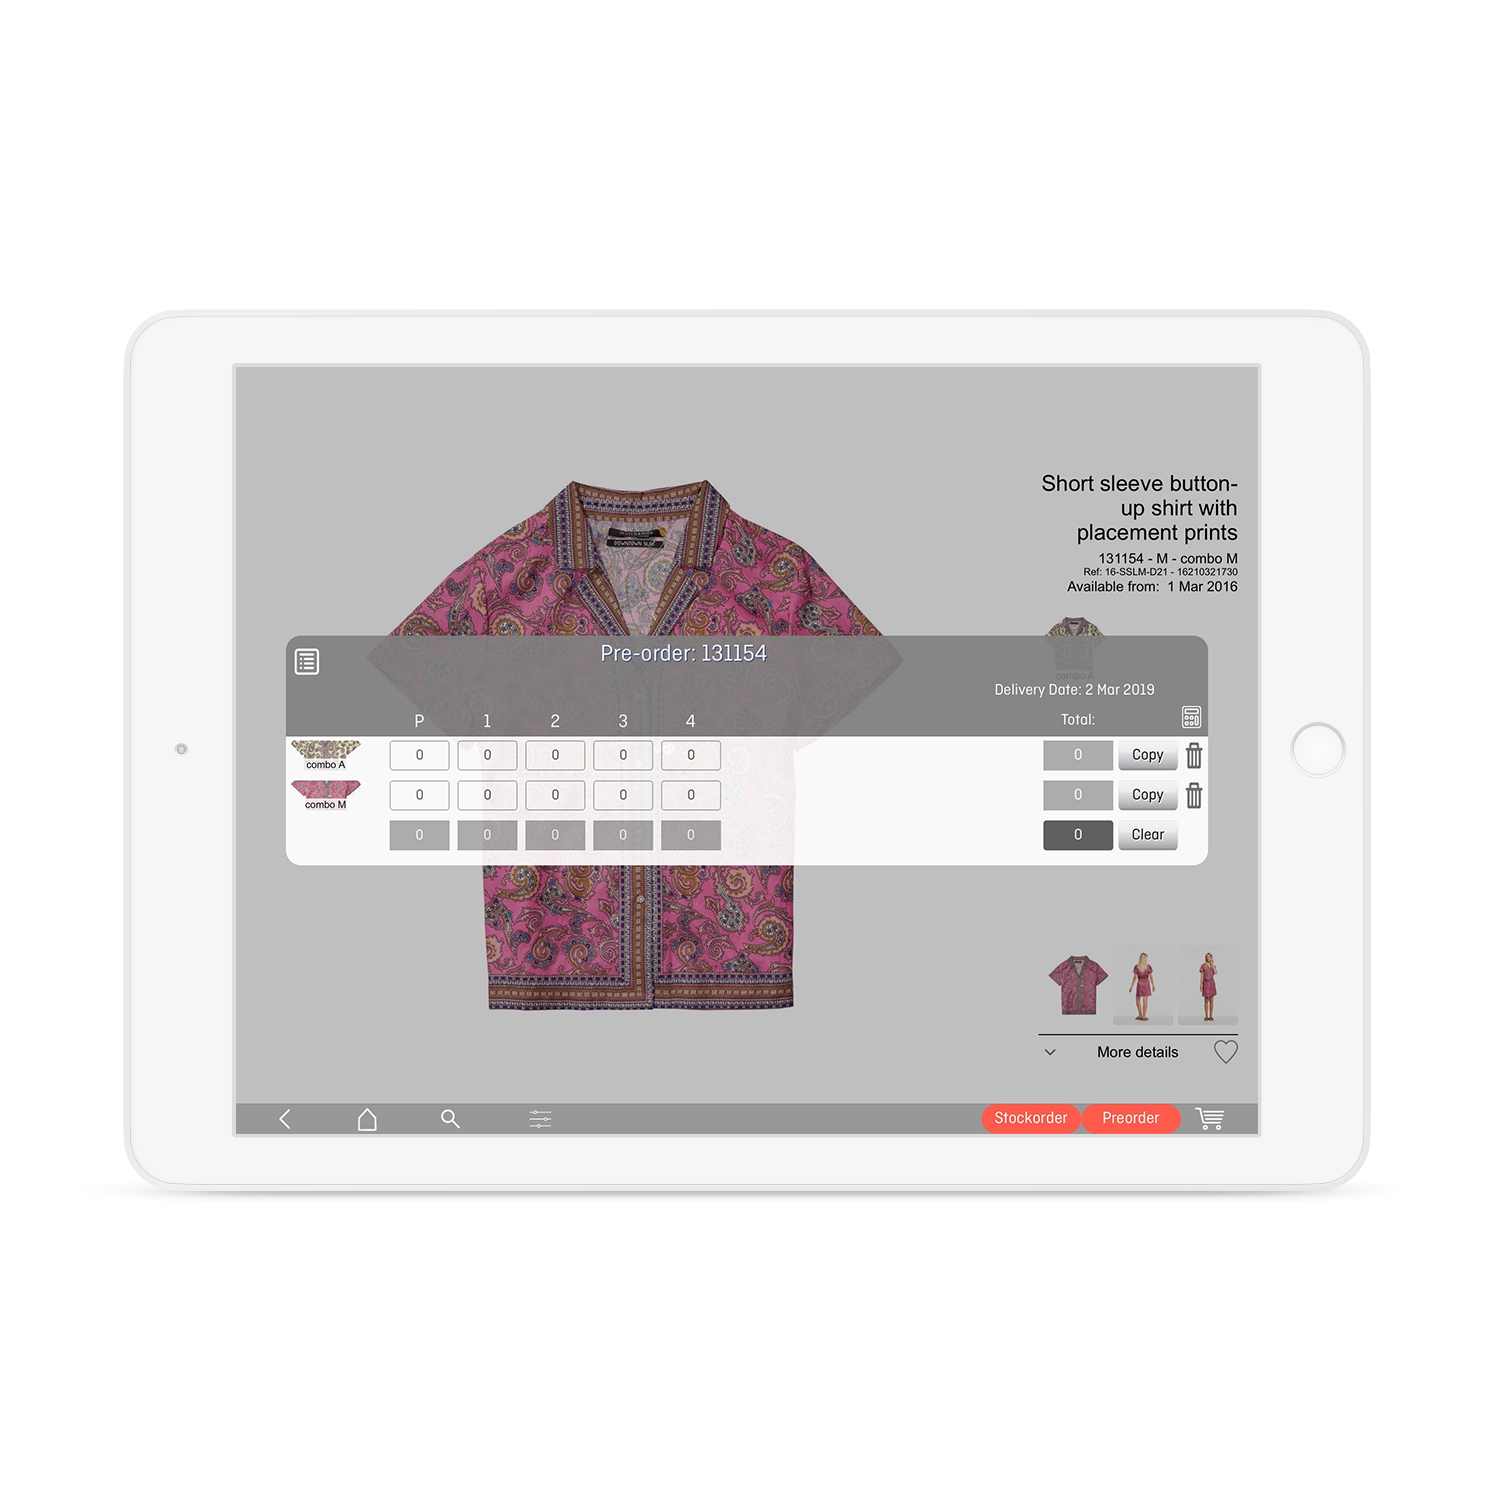 Short sleeve button-
up shirt with
placement prints
131154 - M - combo M
Ref: 16-SSLM-D21 - 16210321730
Available from: 1 Mar 2016
DOWNTOWN SLIM
combo A
Pre-order: 131154
Delivery Date: 2 Mar 2019
P 1 2 3 4 Total:
combo A 0 0 0 0 0 0 Copy
combo M 0 0 0 0 0 0 Copy
0 0 0 0 0 0 Clear
More details
Stockorder Preorder